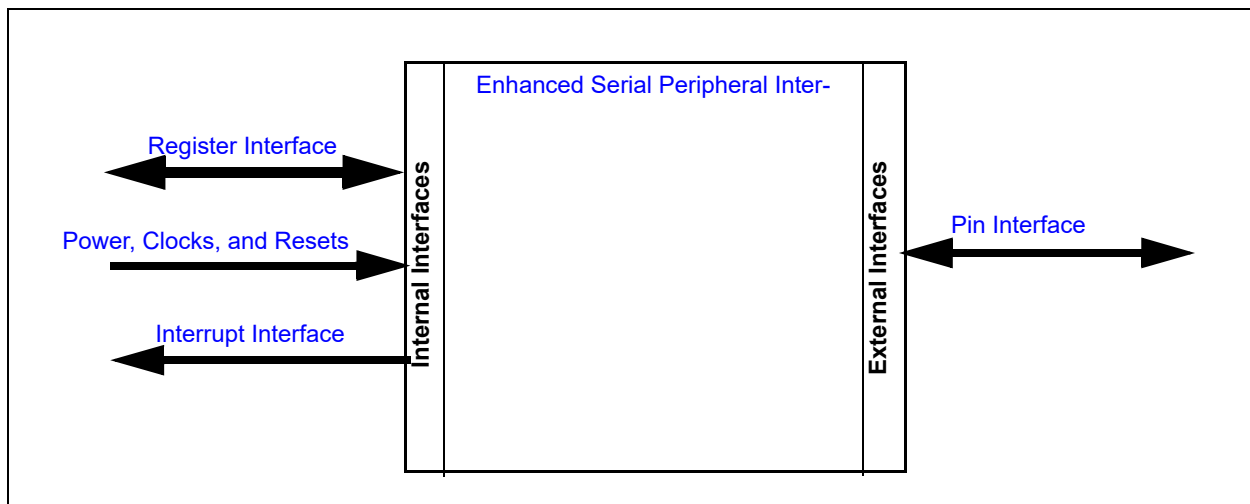 Enhanced Serial Peripheral Inter-
Register Interface
Power, Clocks, and Resets
Interrupt Interface
Internal Interfaces
External Interfaces
Pin Interface